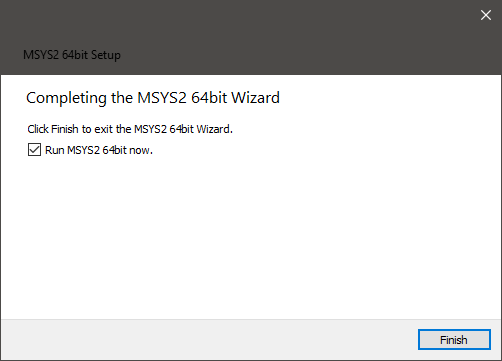 MSYS2 64bit Setup
Completing the MSYS2 64bit Wizard
Click Finish to exit the MSYS2 64bit Wizard.
Run MSYS2 64bit now.
Finish